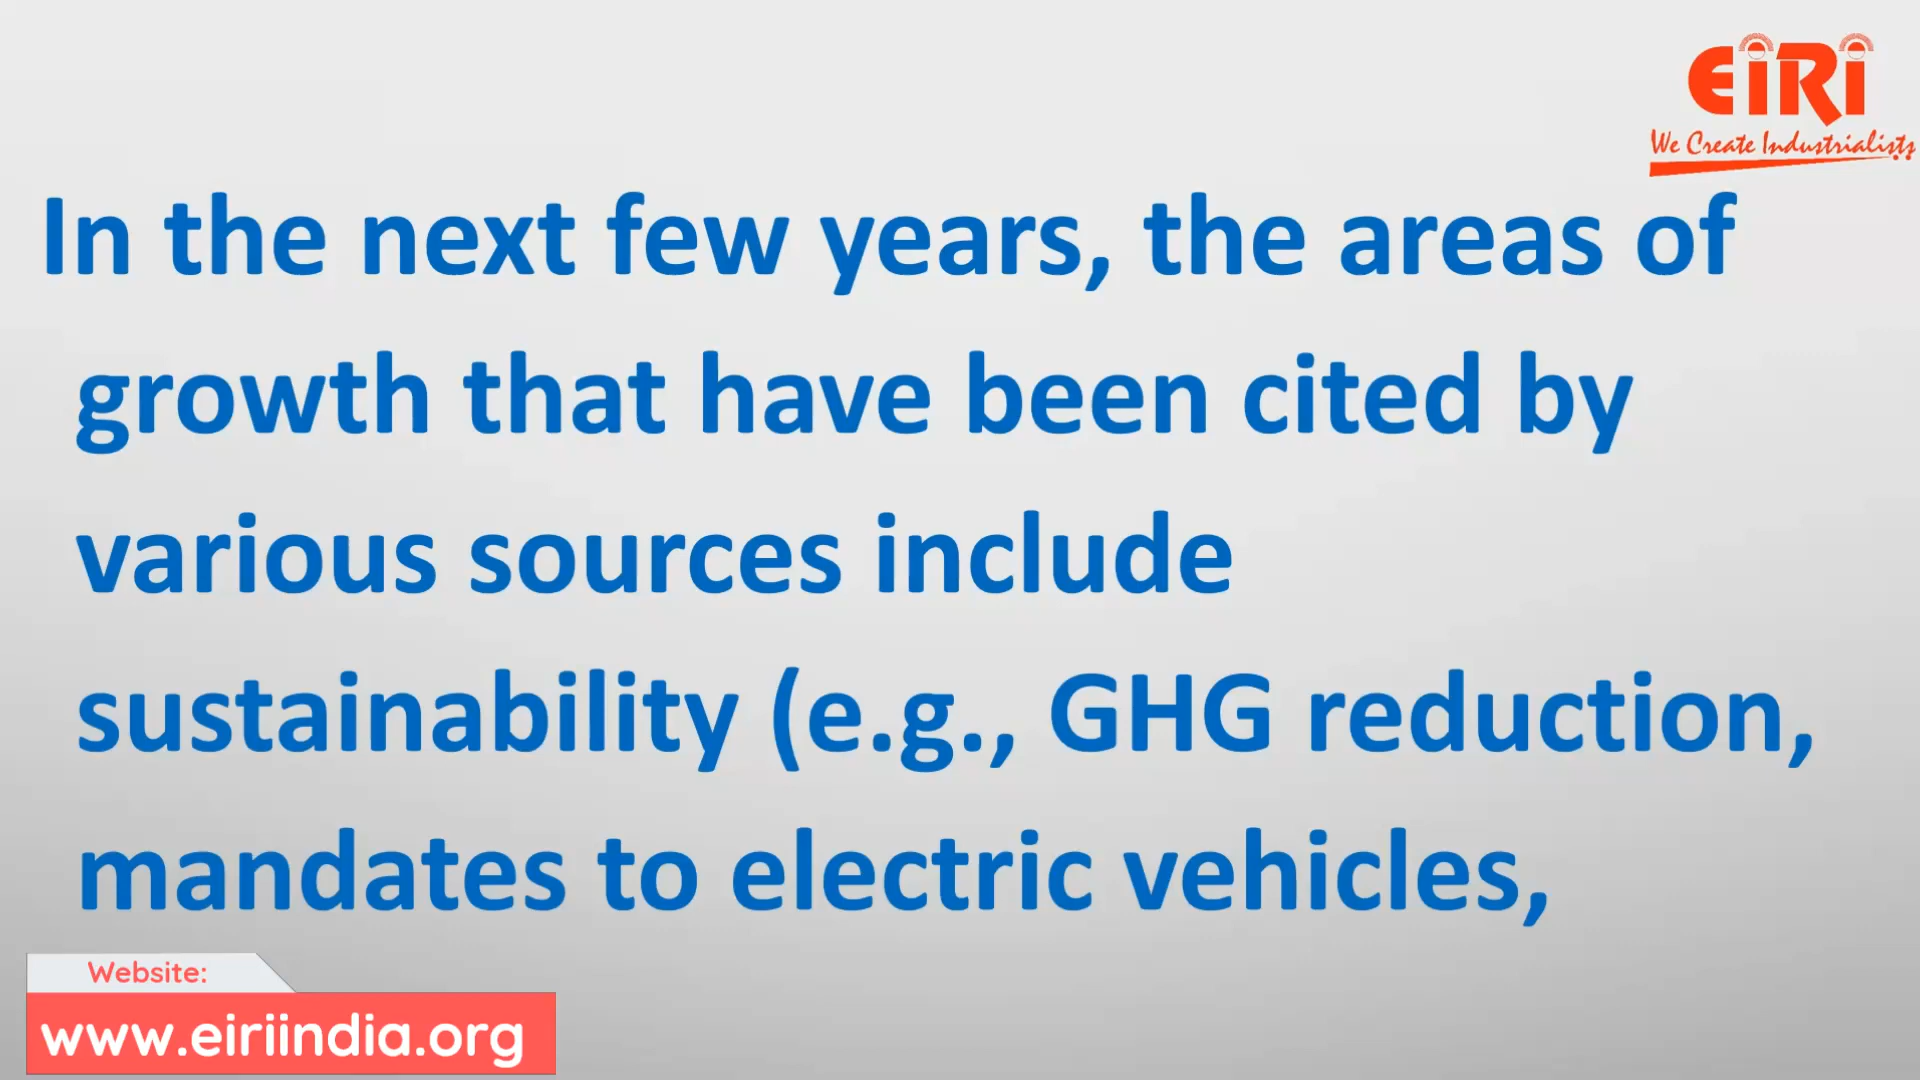 EiRi
We Create Industrialists
In the next few years, the areas of
growth that have been cited by
various sources include
sustainability (e.g., GHG reduction,
mandates to electric vehicles,
Website:
www.eiriindia.org